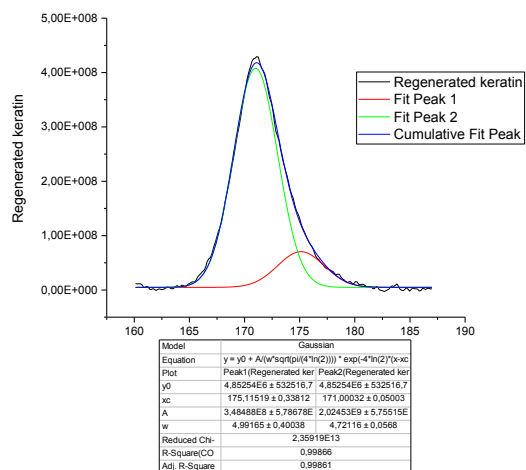 5,00E+008
4,00E+008
3,00E+008
2,00E+008
1,00E+008
0,00E+000
Regenerated keratin
160 165 170 175 180 185 190
Regenerated keratin
Fit Peak 1
Fit Peak 2
Cumulative Fit Peak
Model Gaussian
Equation y = y0 + A/(w*sqrt(pi/(4*ln(2)))) * exp(-4*ln(2)*(x-xc
Plot Peak1(Regenerated ker Peak2(Regenerated ker
y0 4,85254E6 ± 532516,7 4,85254E6 ± 532516,7
xc 175,11519 ± 0,33812 171,00032 ± 0,05003
A 3,48488E8 ± 5,78678E 2,02453E9 ± 5,75515E
w 4,99165 ± 0,40038 4,72116 ± 0,0568
Reduced Chi- 2,35919E13
R-Square(CO 0,99866
Adj. R-Square 0,99861